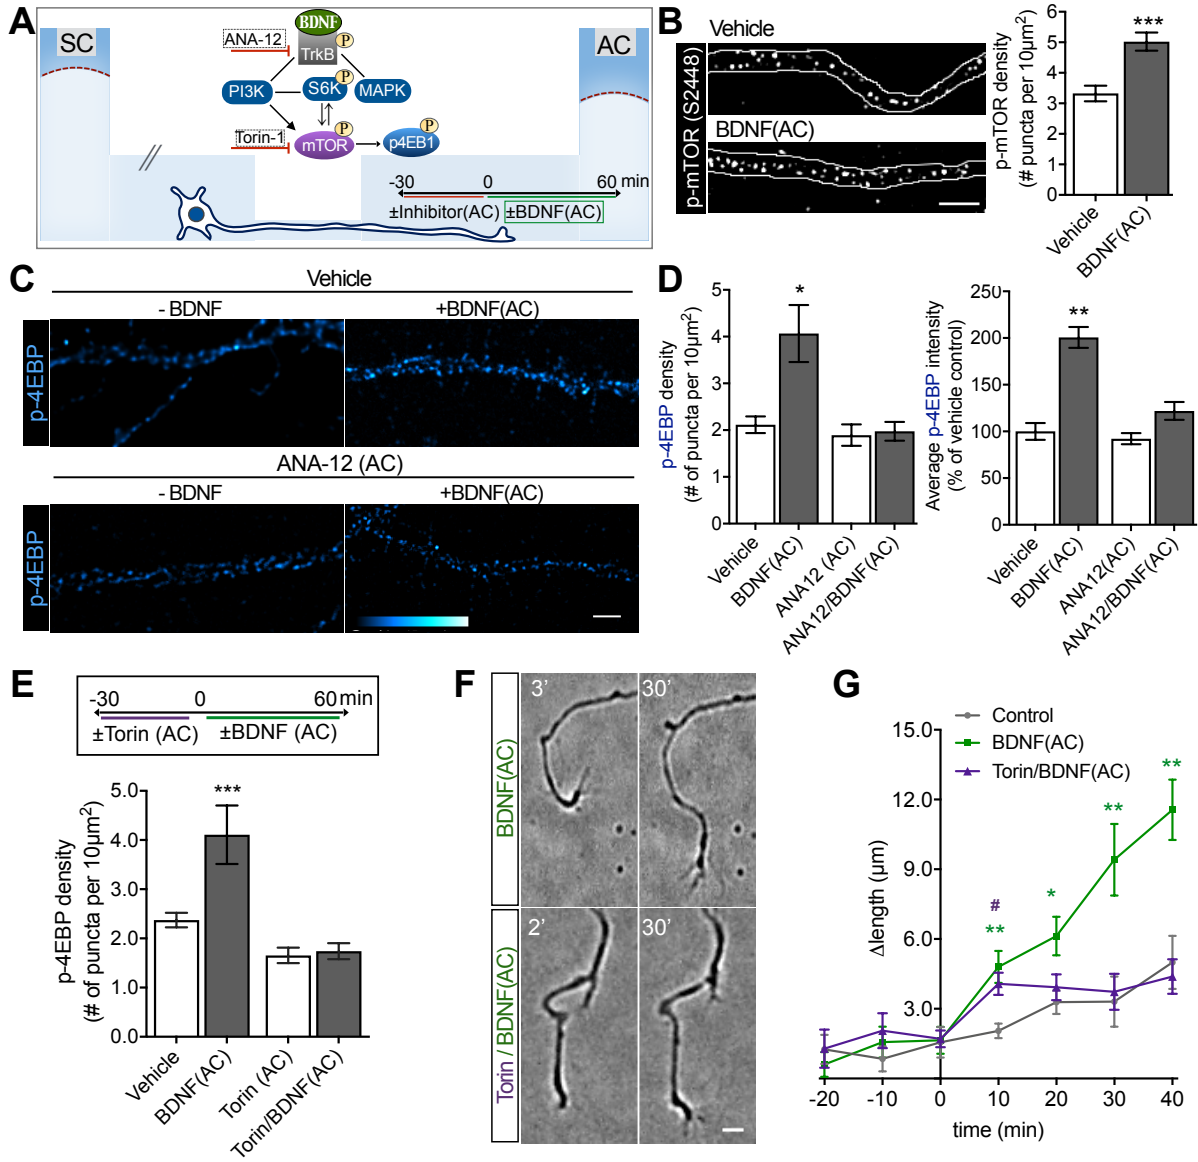 A
SC
AC
BDNF
ANA-12
P
TrkB
PI3K
S6K
P
MAPK
Torin-1
mTOR
P
p4EB1
P
-30
0
60 min
±Inhibitor(AC)
±BDNF(AC)
B
Vehicle
BDNF(AC)
p-mTOR (S2448)
p-mTOR density
(# puncta per 10µm2)
6
5
4
3
2
1
0
***
Vehicle
BDNF(AC)
C
Vehicle
- BDNF
+BDNF(AC)
p-4EBP
ANA-12 (AC)
- BDNF
+BDNF(AC)
p-4EBP
D
p-4EBP density
(# of puncta per 10µm2)
5
4
3
2
1
0
*
Vehicle
BDNF(AC)
ANA12 (AC)
ANA12/BDNF(AC)
Average p-4EBP intensity
(% of vehicle control)
250
200
150
100
50
0
**
Vehicle
BDNF(AC)
ANA12(AC)
ANA12/BDNF(AC)
E
-30
0
60 min
±Torin (AC)
±BDNF (AC)
p-4EBP density
(# of puncta per 10µm2)
5.0
4.0
3.0
2.0
1.0
0.0
***
Vehicle
BDNF(AC)
Torin (AC)
Torin/BDNF(AC)
F
BDNF(AC)
3’
30’
Torin / BDNF(AC)
2’
30’
G
Control
BDNF(AC)
Torin/BDNF(AC)
Δlength (µm)
15.0
12.0
9.0
6.0
3.0
#
**
*
**
**
-20
-10
0
10
20
30
40
time (min)